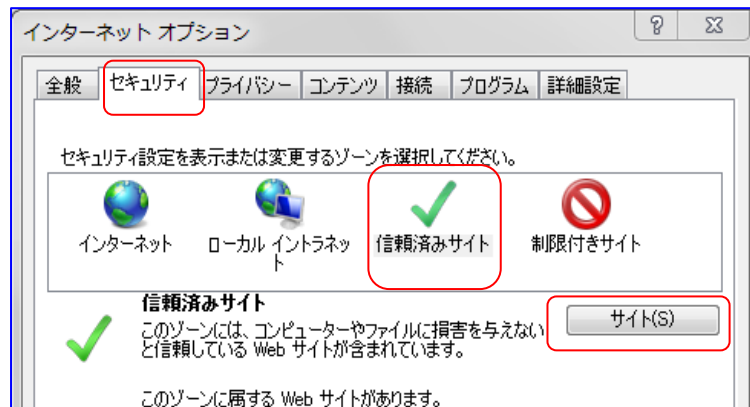 インターネット オプション
全般 セキュリティ プライバシー コンテンツ 接続 プログラム 詳細設定
セキュリティ設定を表示または変更するゾーンを選択してください。
インターネット ローカル イントラネッ 信頼済みサイト 制限付きサイト
ト
信頼済みサイト
サイト(S)
このゾーンには、コンピューターやファイルに損害を与えない
と信頼している Web サイトが含まれています。
このゾーンに属する Web サイトがあります。